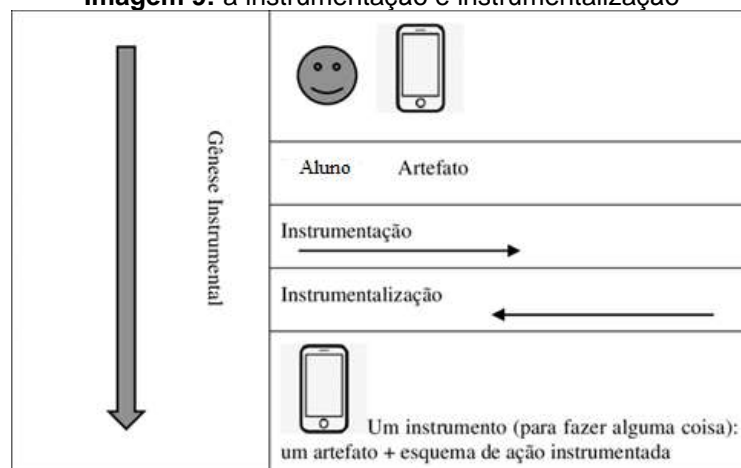 Imagem 9: a instrumentação e instrumentalização
Gênese Instrumental
Aluno Artefato
Instrumentação
Instrumentalização
Um instrumento (para fazer alguma coisa):
um artefato + esquema de ação instrumentada